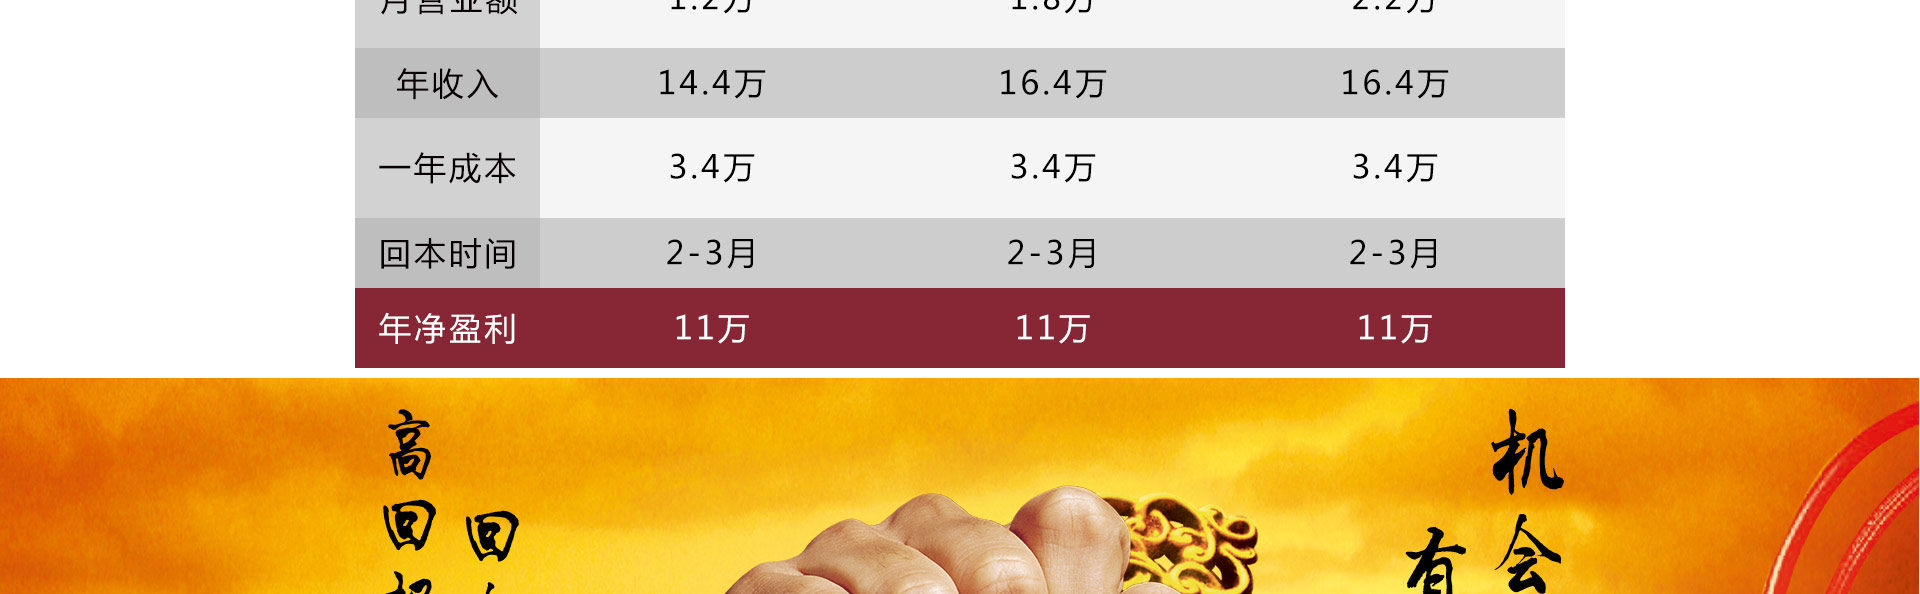 月营业额 1.2万 1.8万 2.2万
年收入 14.4万 16.4万 16.4万
一年成本 3.4万 3.4万 3.4万
回本时间 2-3月 2-3月 2-3月
年净盈利 11万 11万 11万
高回
回
机会
有